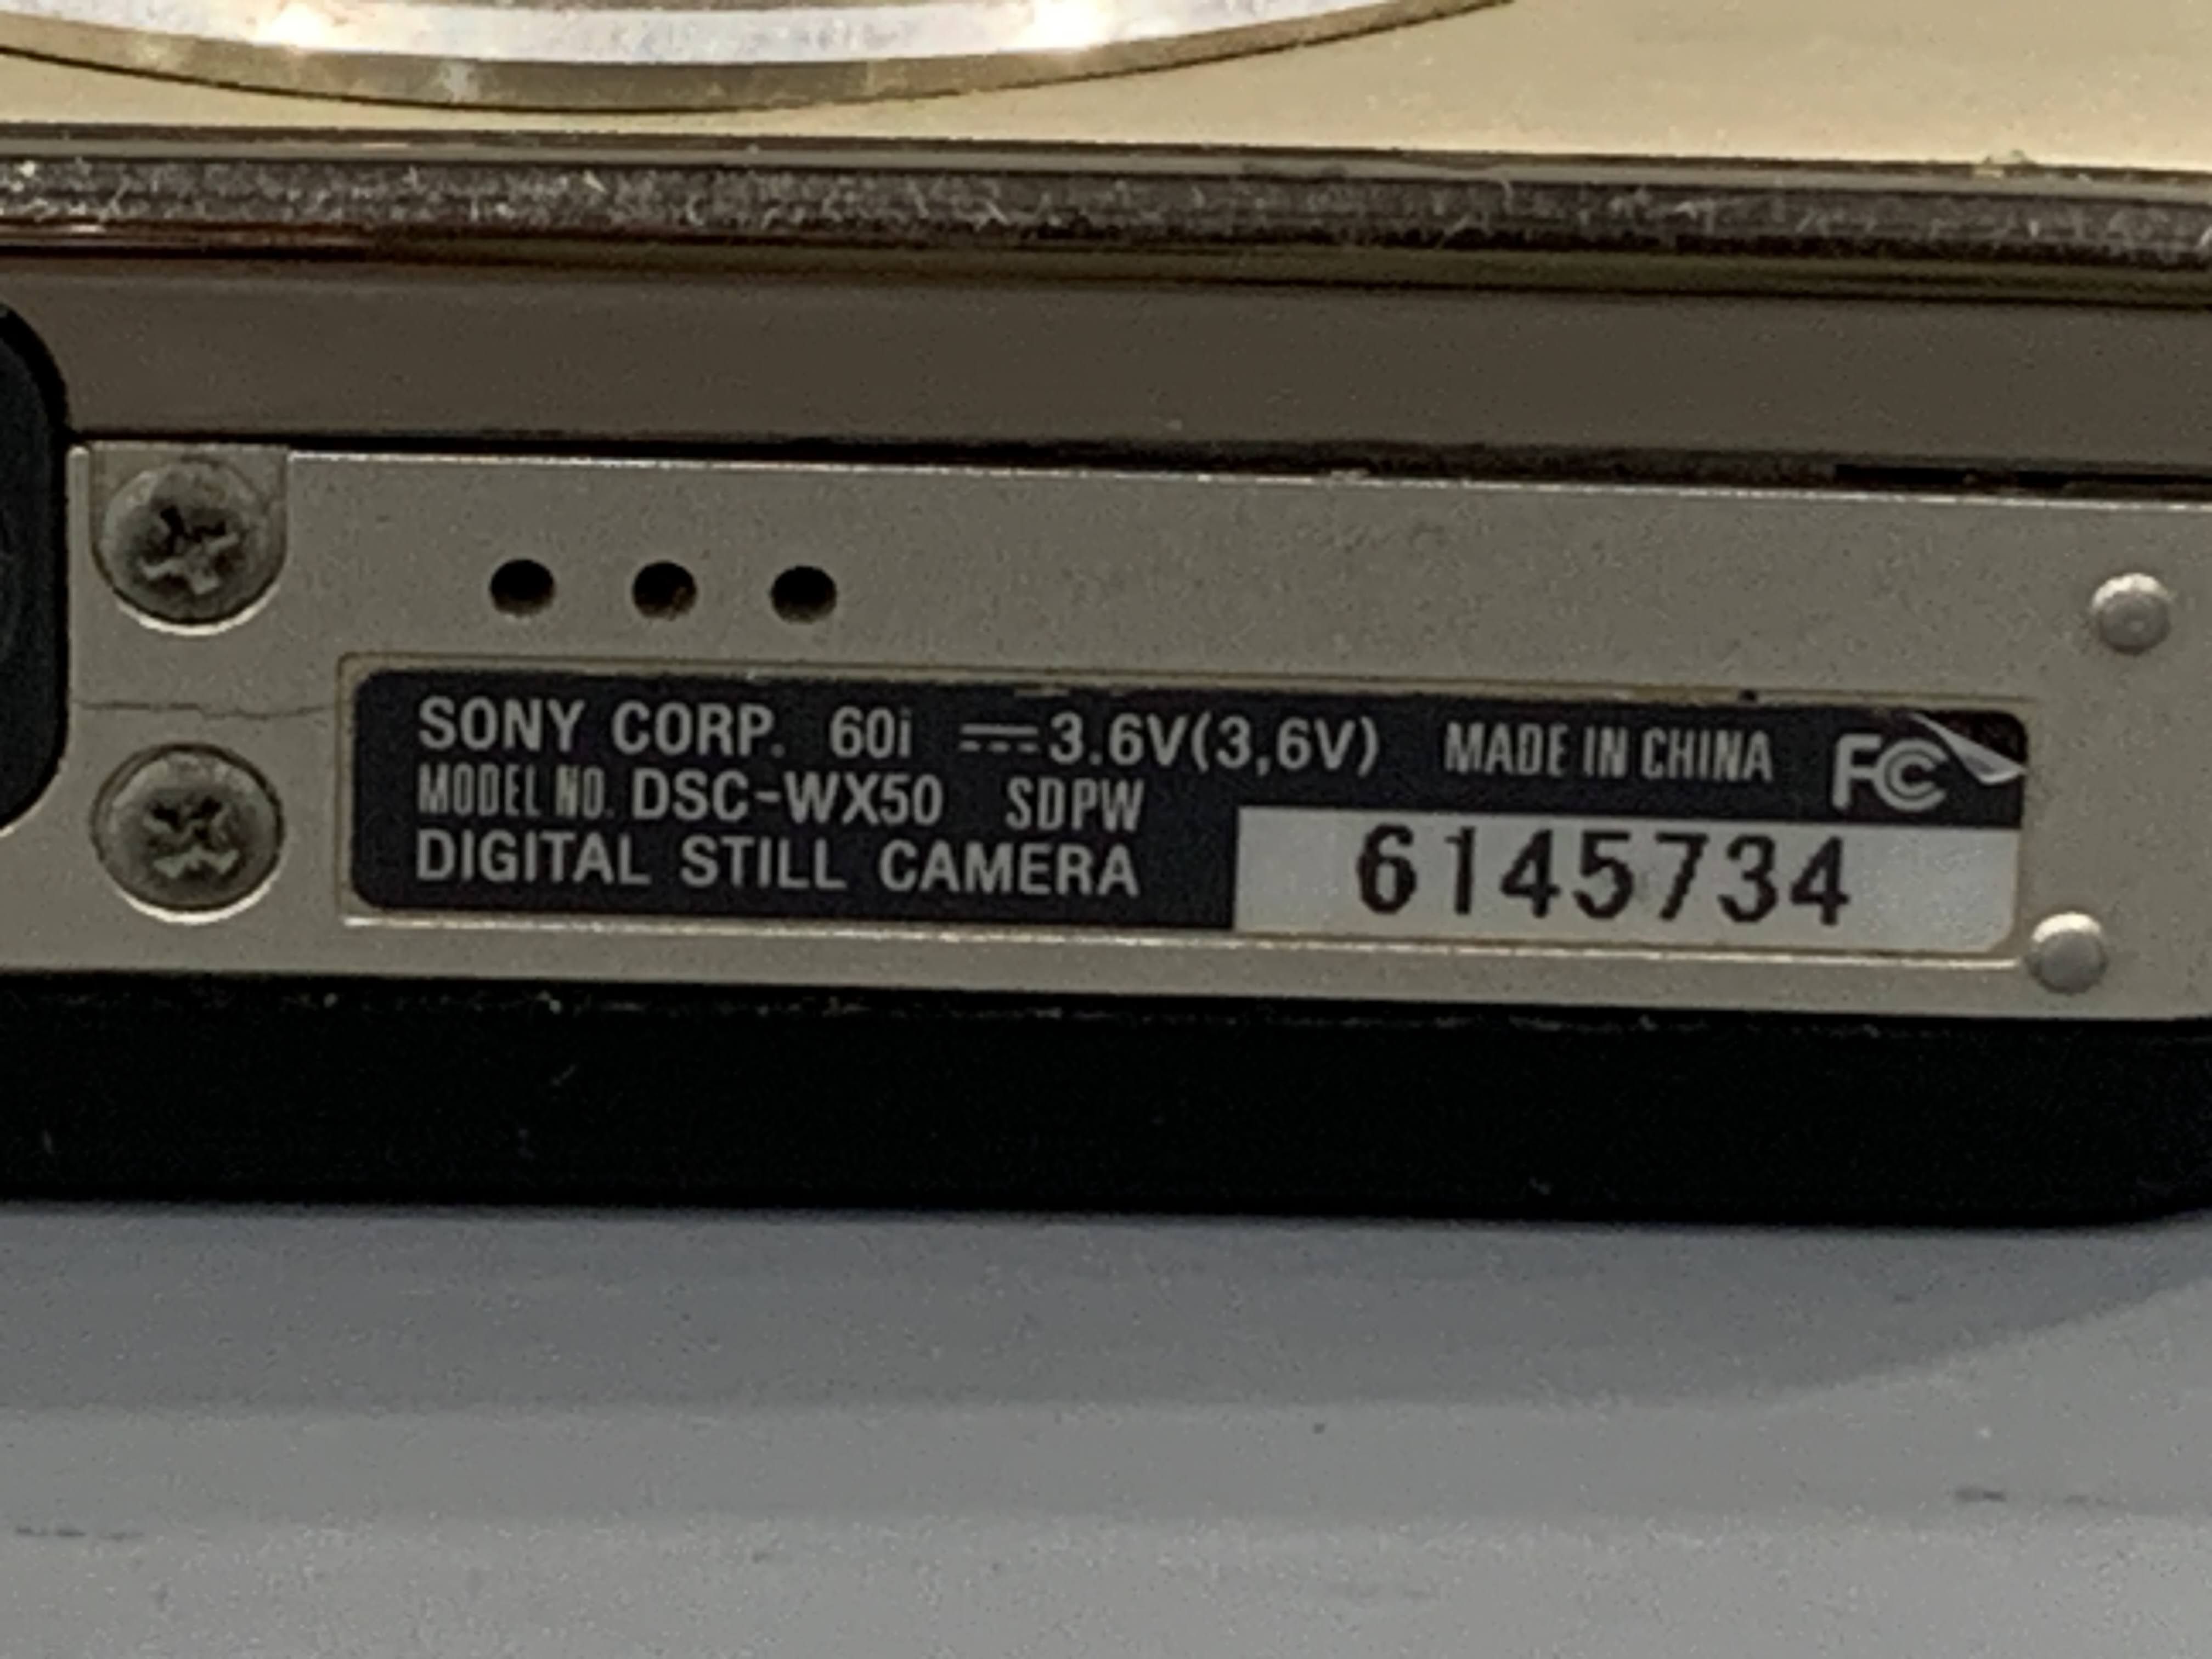 SONY CORP. 60i ⎓3.6V(3,6V) MADE IN CHINA FC
MODEL NO. DSC-WX50 SDPW
DIGITAL STILL CAMERA
6145734